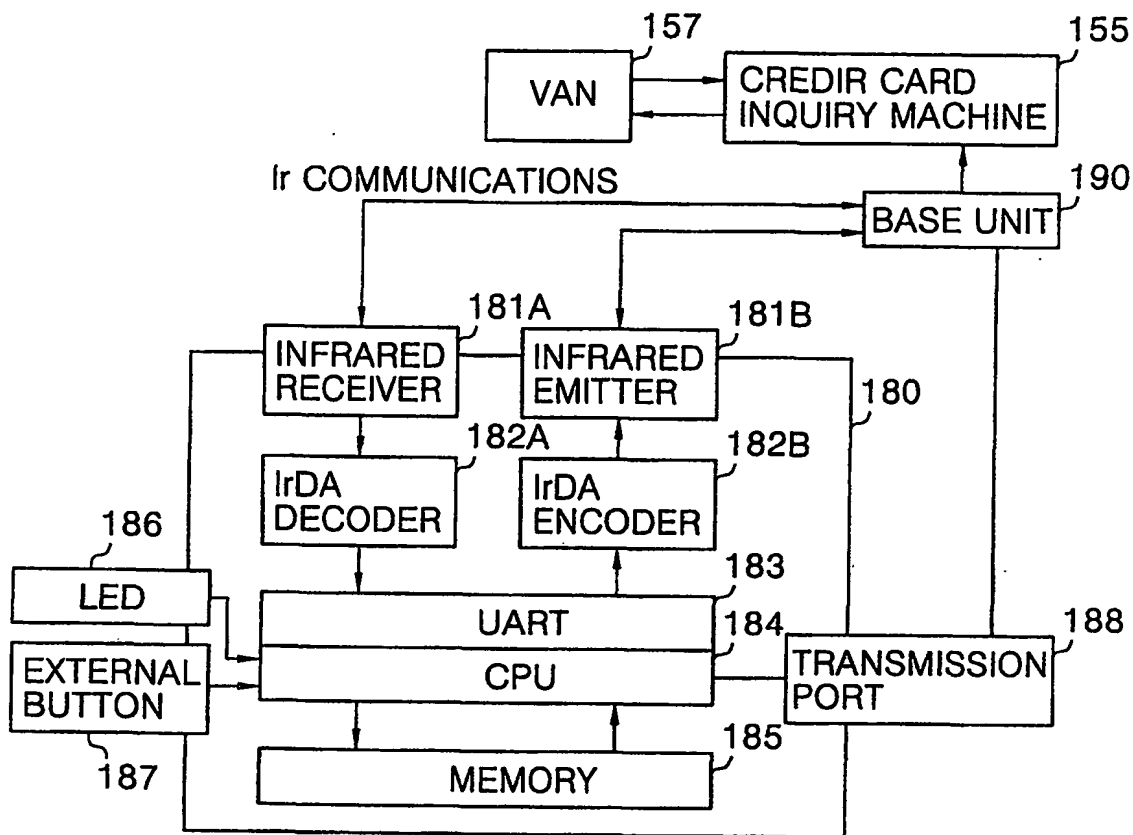 157
155
VAN
CREDIR CARD
INQUIRY MACHINE
Ir COMMUNICATIONS
190
BASE UNIT
181A
181B
INFRARED
RECEIVER
INFRARED
EMITTER
180
182A
182B
IrDA
DECODER
IrDA
ENCODER
186
LED
183
UART
184
CPU
EXTERNAL
BUTTON
187
188
TRANSMISSION
PORT
185
MEMORY